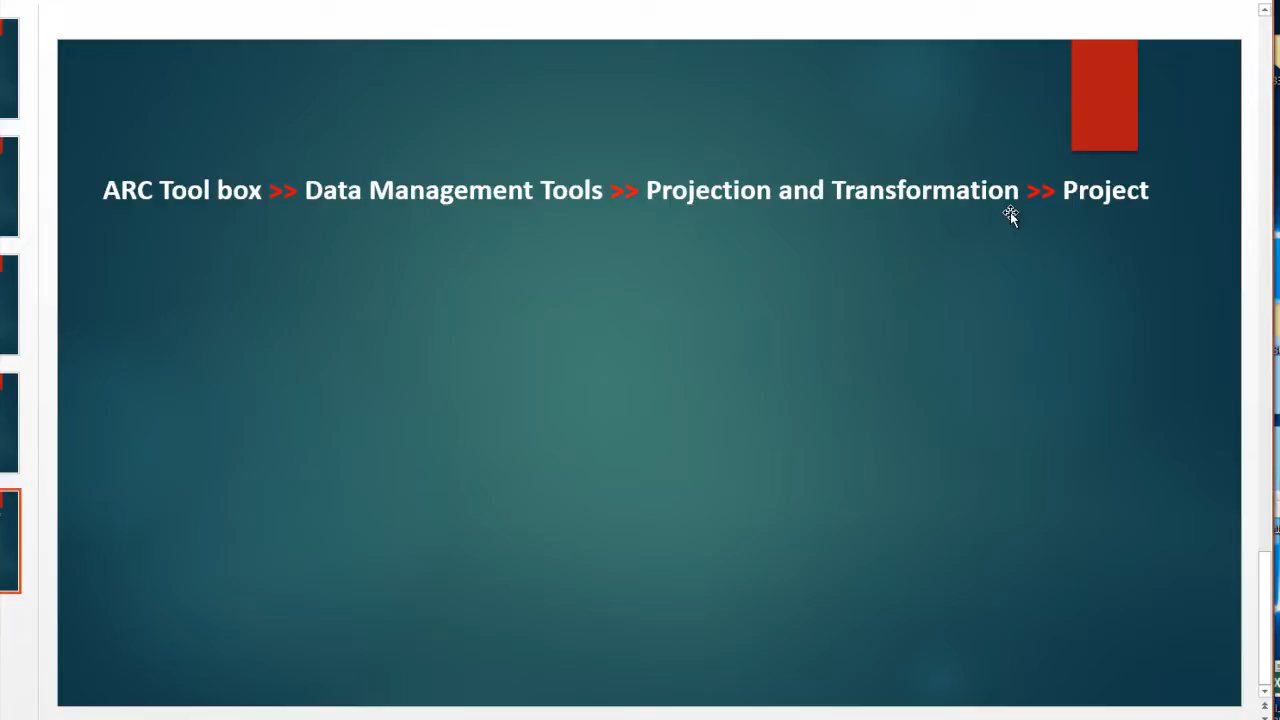 ARC Tool box >> Data Management Tools >> Projection and Transformation >> Project